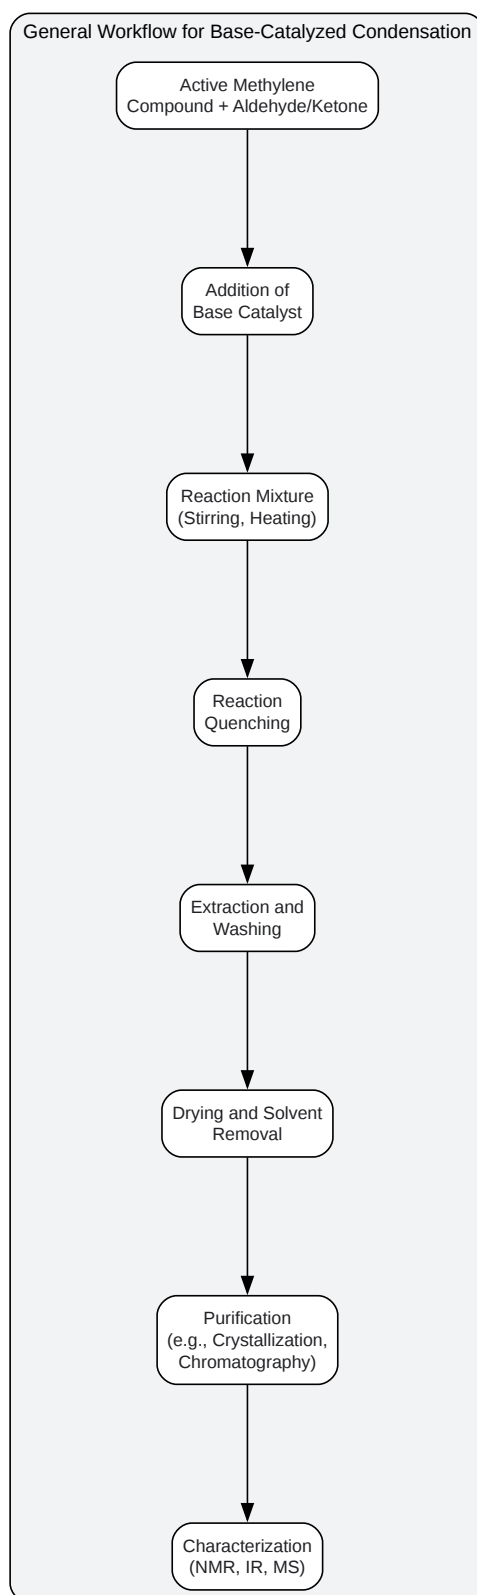 General Workflow for Base-Catalyzed Condensation
Active Methylene
Compound + Aldehyde/Ketone
Addition of
Base Catalyst
Reaction Mixture
(Stirring, Heating)
Reaction
Quenching
Extraction and
Washing
Drying and Solvent
Removal
Purification
(e.g., Crystallization,
Chromatography)
Characterization
(NMR, IR, MS)